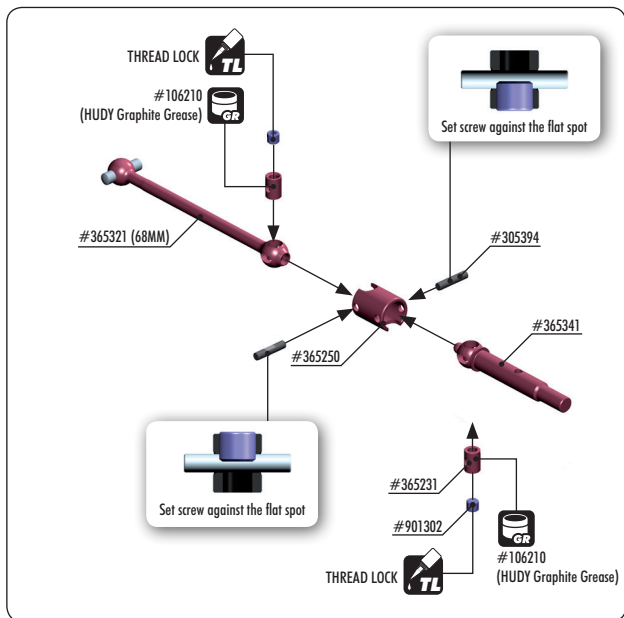 THREAD LOCK
TL
#106210
(HUDY Graphite Grease)
GR
Set screw against the flat spot
#365321 (68MM)
#305394
#365341
#365250
Set screw against the flat spot
#365231
#901302
GR
#106210
(HUDY Graphite Grease)
THREAD LOCK
TL